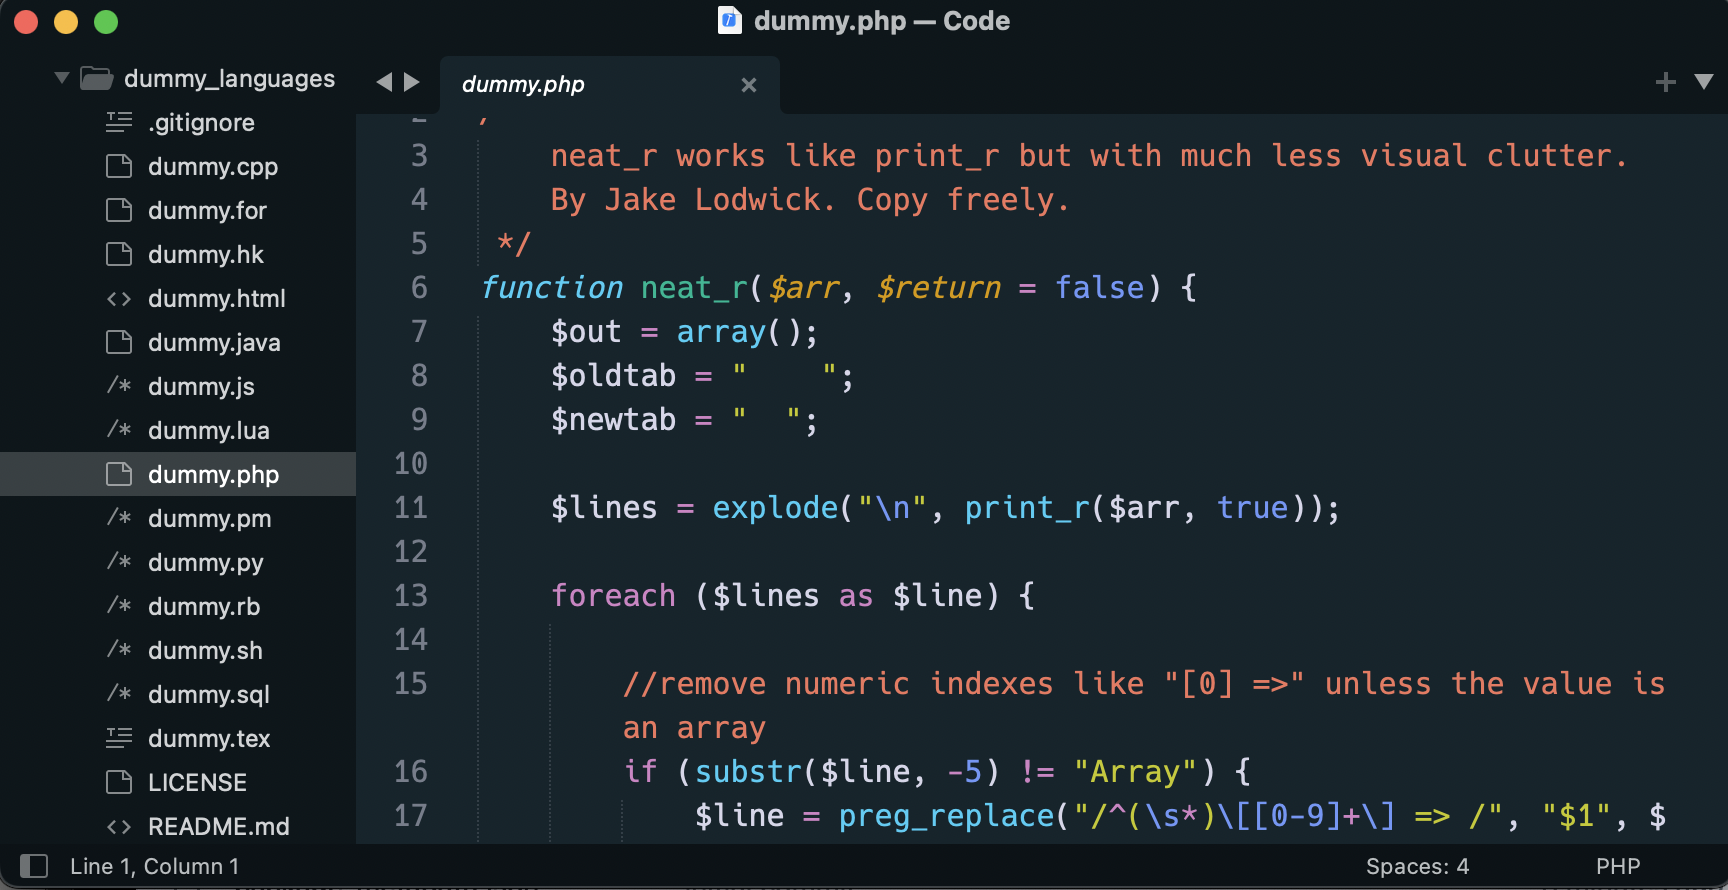 dummy.php — Code
dummy_languages
.gitignore
dummy.cpp
dummy.for
dummy.hk
dummy.html
dummy.java
dummy.js
dummy.lua
dummy.php
dummy.pm
dummy.py
dummy.rb
dummy.sh
dummy.sql
dummy.tex
LICENSE
README.md
dummy.php
3 neat_r works like print_r but with much less visual clutter.
4 By Jake Lodwick. Copy freely.
5 */
6 function neat_r($arr, $return = false) {
7 $out = array();
8 $oldtab = "    ";
9 $newtab = "  ";
10
11 $lines = explode("\n", print_r($arr, true));
12
13 foreach ($lines as $line) {
14
15 //remove numeric indexes like "[0] =>" unless the value is
an array
16 if (substr($line, -5) != "Array") {
17 $line = preg_replace("/^(\s*)\[[0-9]+\] => /", "$1", $
Line 1, Column 1
Spaces: 4
PHP